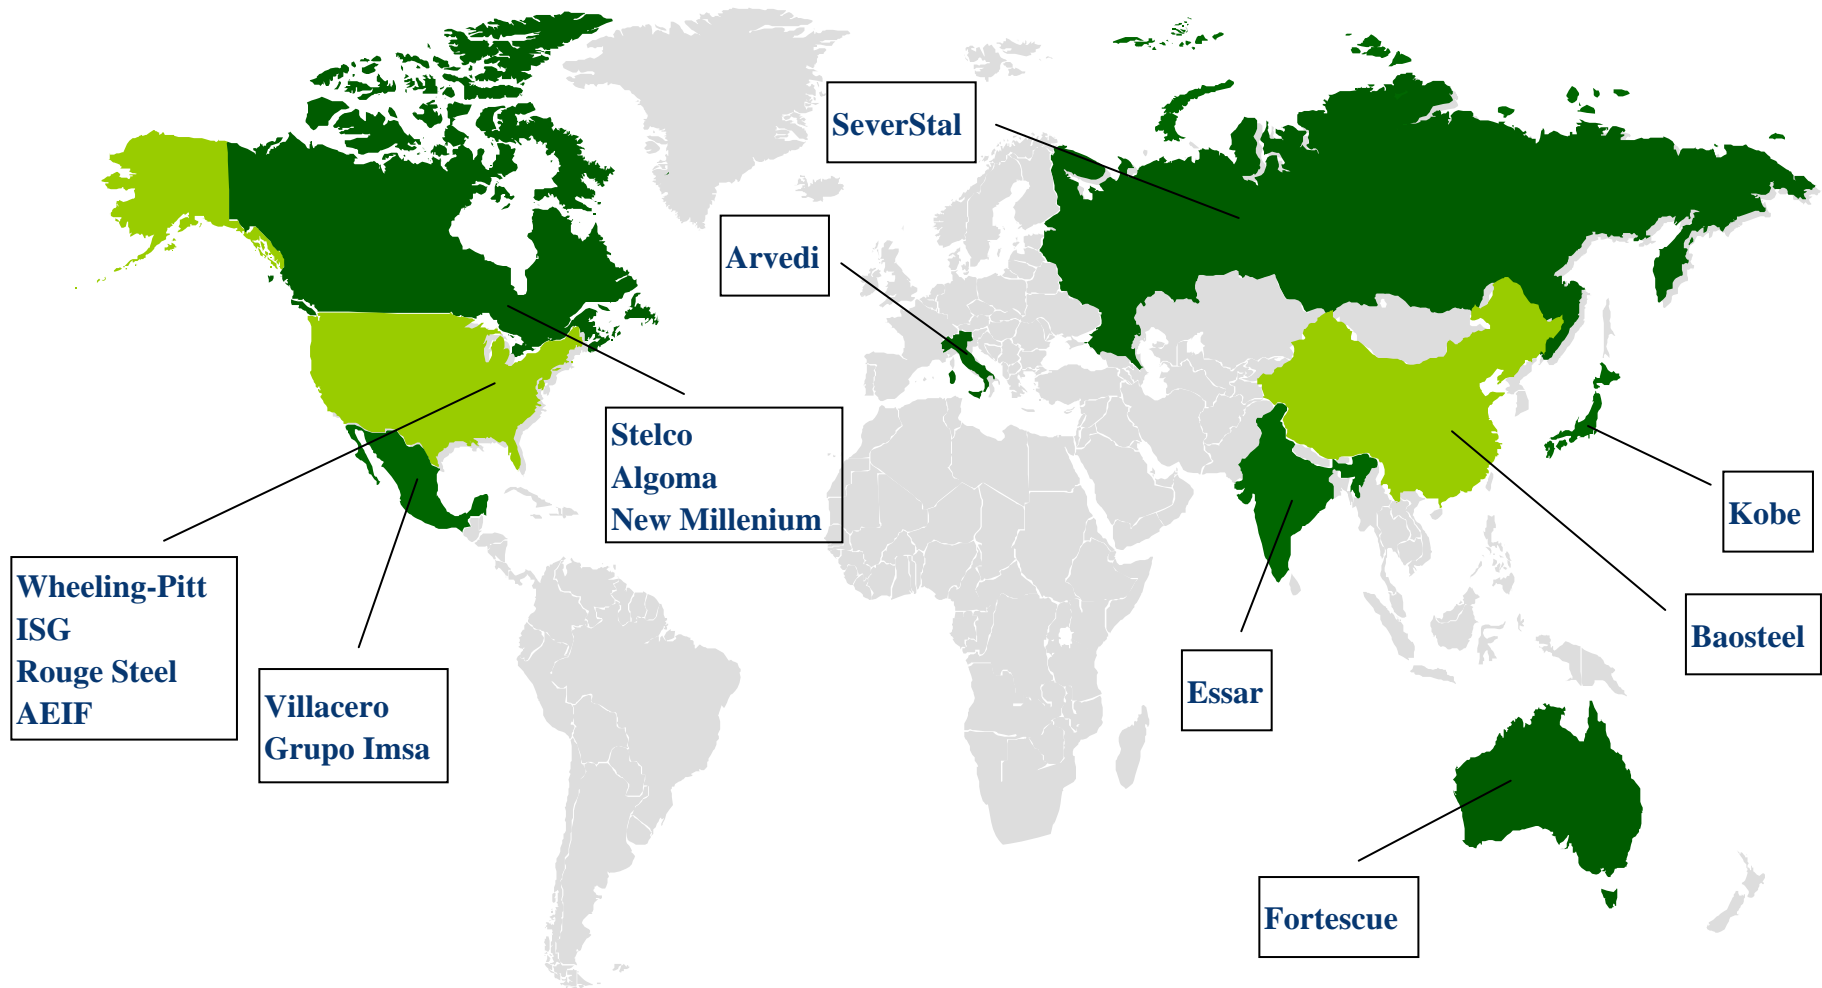 SeverStal
Arvedi
Stelco
Algoma
New Millenium
Kobe
Wheeling-Pitt
ISG
Rouge Steel
AEIF
Villacero
Grupo Imsa
Essar
Baosteel
Fortescue